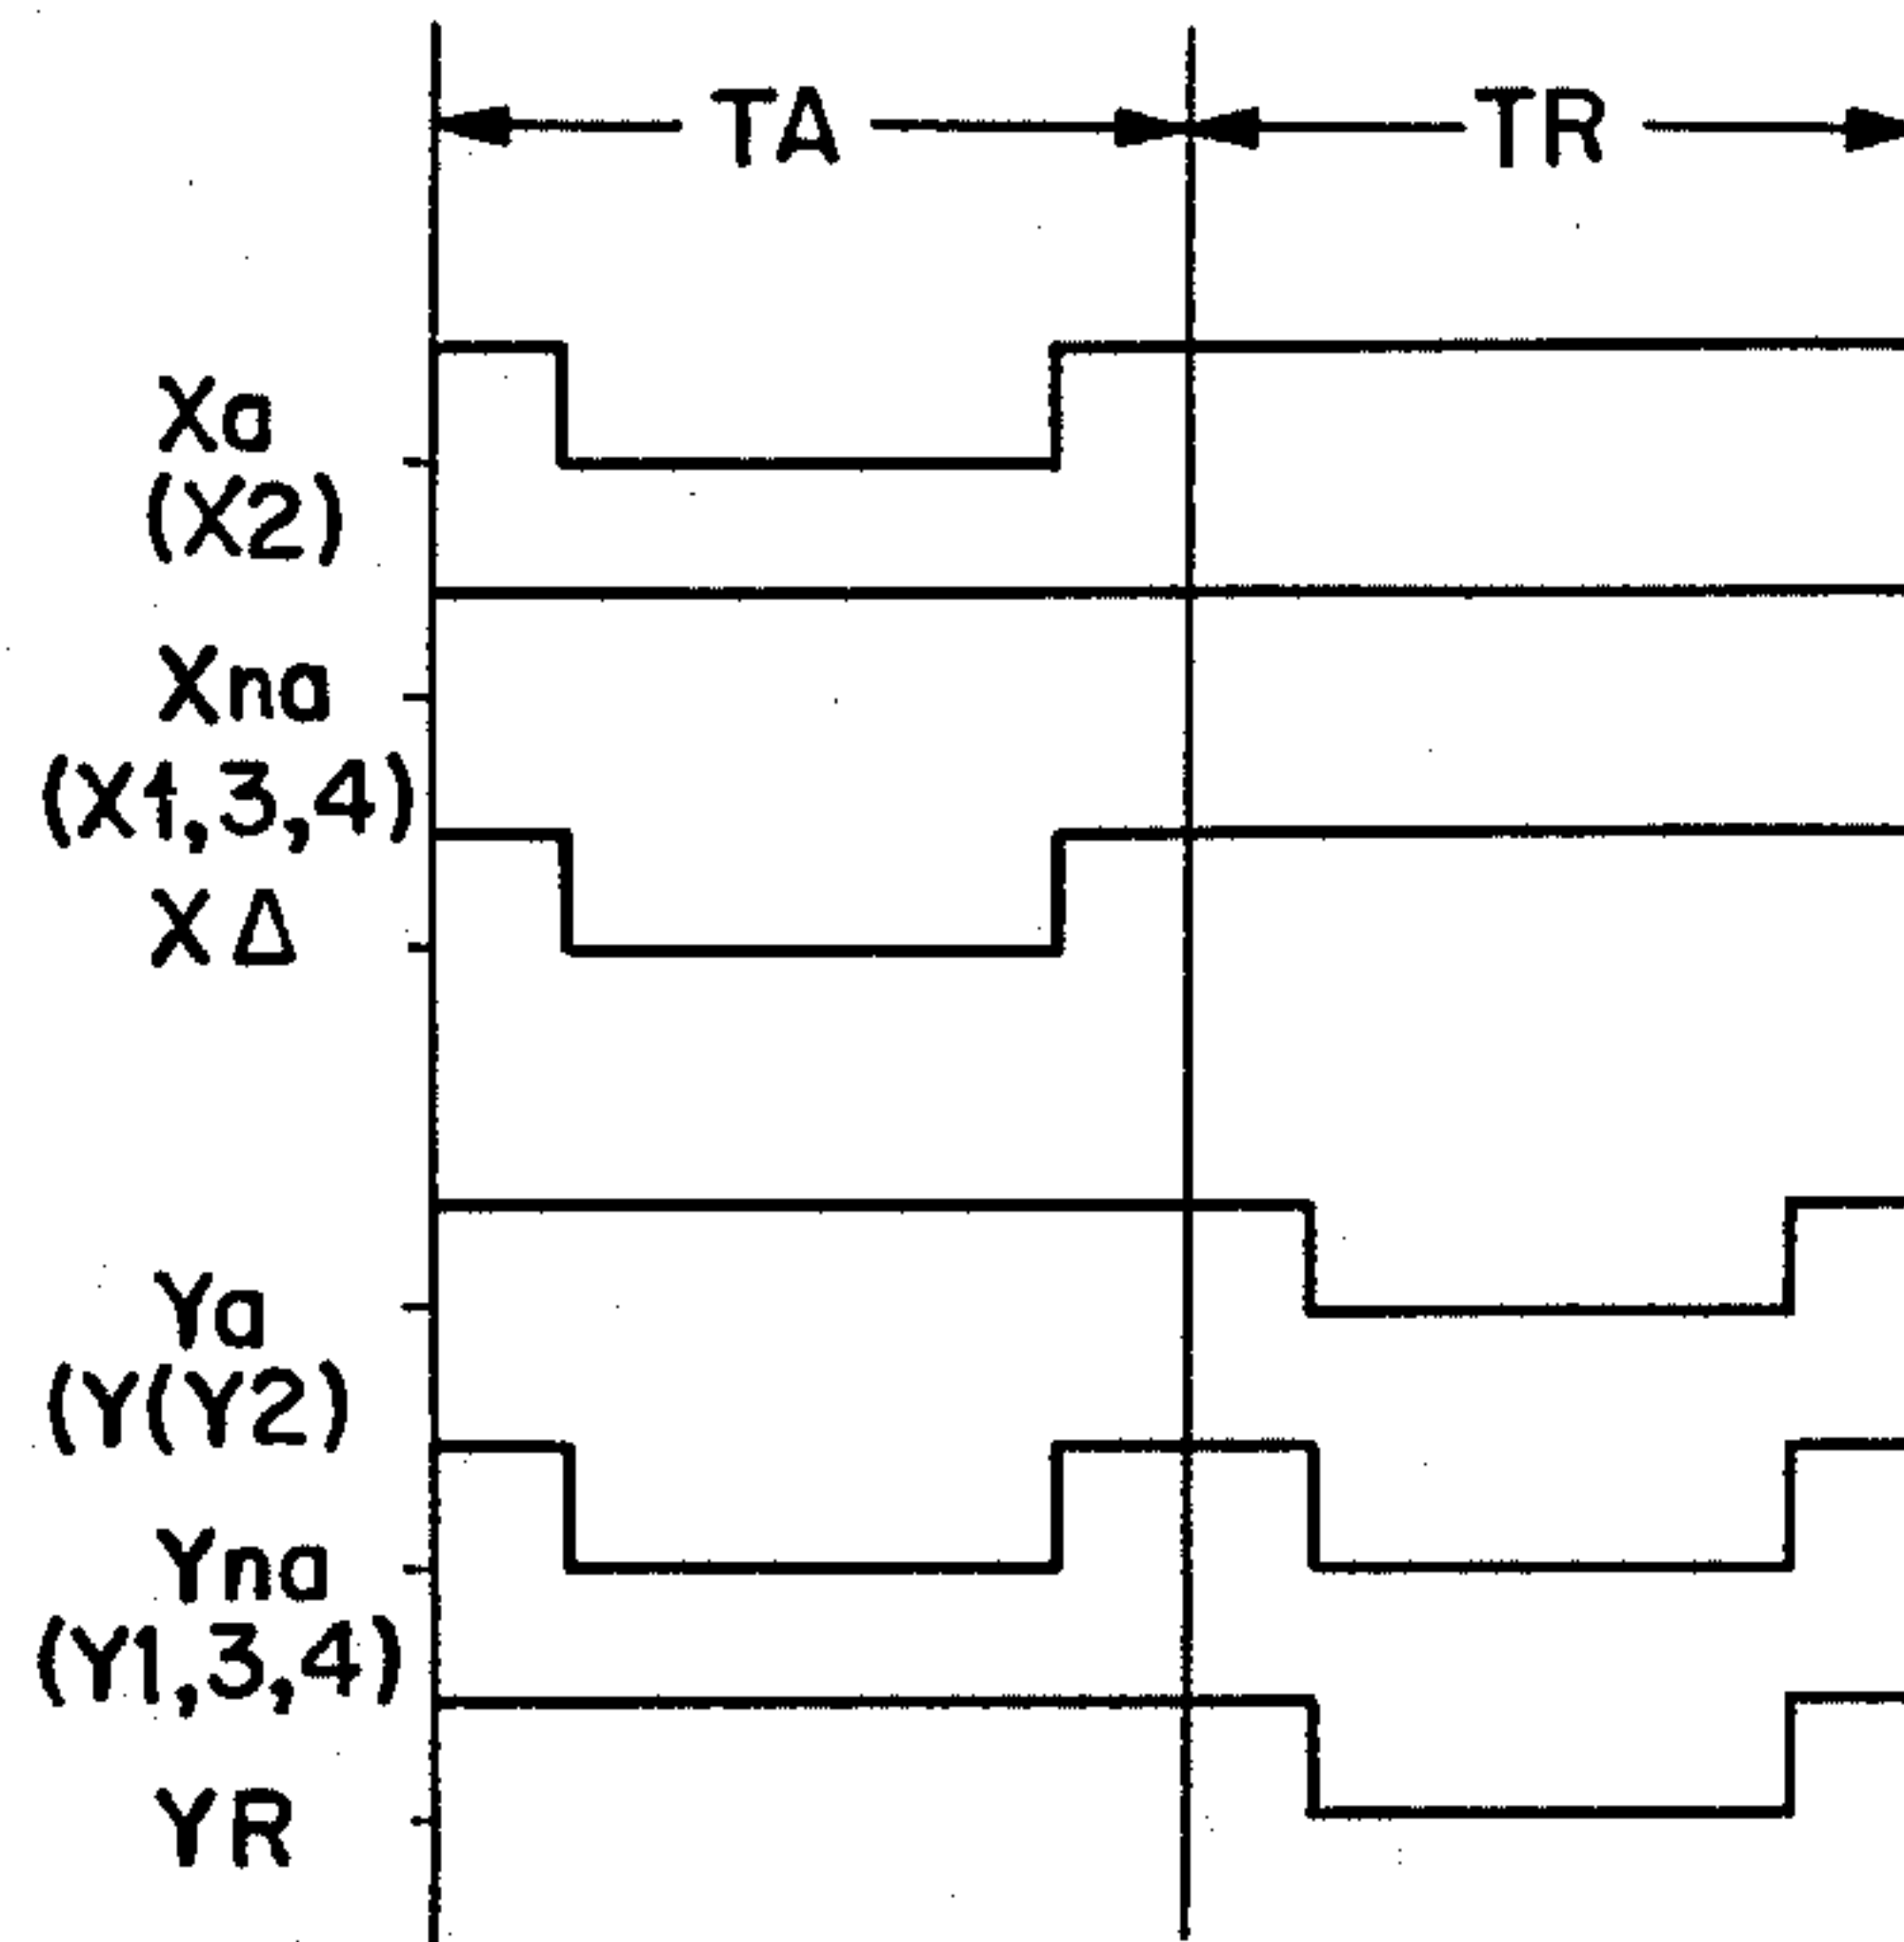 TA TR
Xa
(X2)
Xna
(X1,3,4)
XΔ
Ya
(Y(Y2)
Yna
(Y1,3,4)
YR